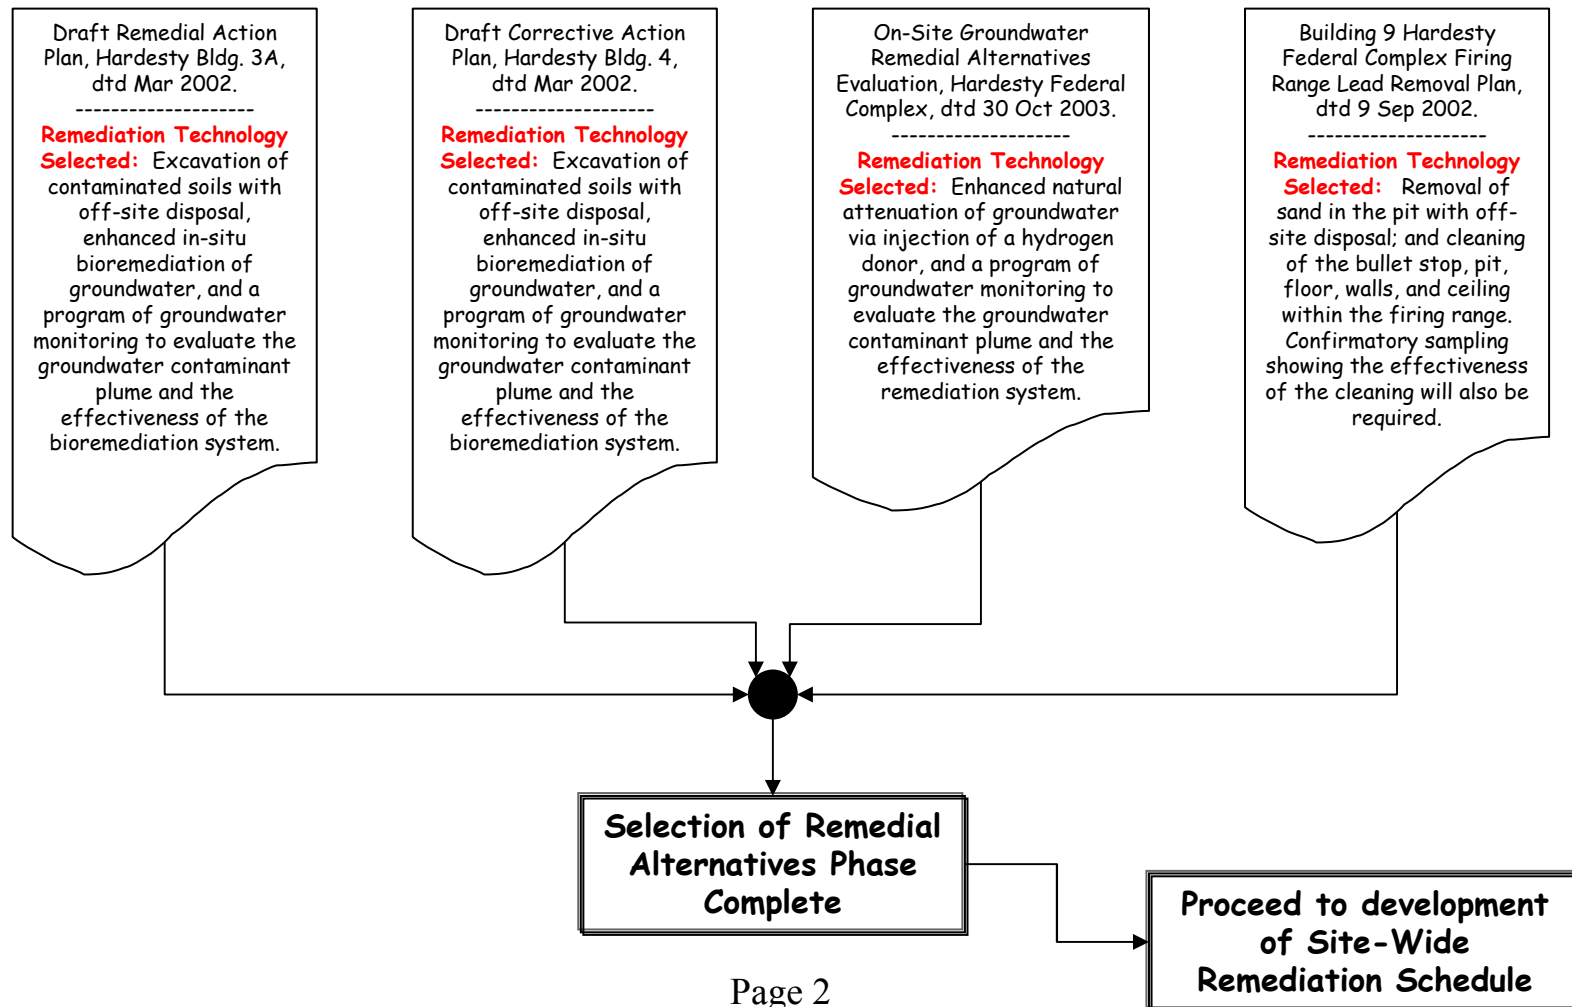 Draft Remedial Action
Plan, Hardesty Bldg. 3A,
dtd Mar 2002.
--------------------
Remediation Technology
Selected: Excavation of
contaminated soils with
off-site disposal,
enhanced in-situ
bioremediation of
groundwater, and a
program of groundwater
monitoring to evaluate the
groundwater contaminant
plume and the
effectiveness of the
bioremediation system.
Draft Corrective Action
Plan, Hardesty Bldg. 4,
dtd Mar 2002.
--------------------
Remediation Technology
Selected: Excavation of
contaminated soils with
off-site disposal,
enhanced in-situ
bioremediation of
groundwater, and a
program of groundwater
monitoring to evaluate the
groundwater contaminant
plume and the
effectiveness of the
bioremediation system.
On-Site Groundwater
Remedial Alternatives
Evaluation, Hardesty Federal
Complex, dtd 30 Oct 2003.
--------------------
Remediation Technology
Selected: Enhanced natural
attenuation of groundwater
via injection of a hydrogen
donor, and a program of
groundwater monitoring to
evaluate the groundwater
contaminant plume and the
effectiveness of the
remediation system.
Building 9 Hardesty
Federal Complex Firing
Range Lead Removal Plan,
dtd 9 Sep 2002.
--------------------
Remediation Technology
Selected: Removal of
sand in the pit with off-
site disposal; and cleaning
of the bullet stop, pit,
floor, walls, and ceiling
within the firing range.
Confirmatory sampling
showing the effectiveness
of the cleaning will also be
required.
Selection of Remedial
Alternatives Phase
Complete
Proceed to development
of Site-Wide
Remediation Schedule
Page 2